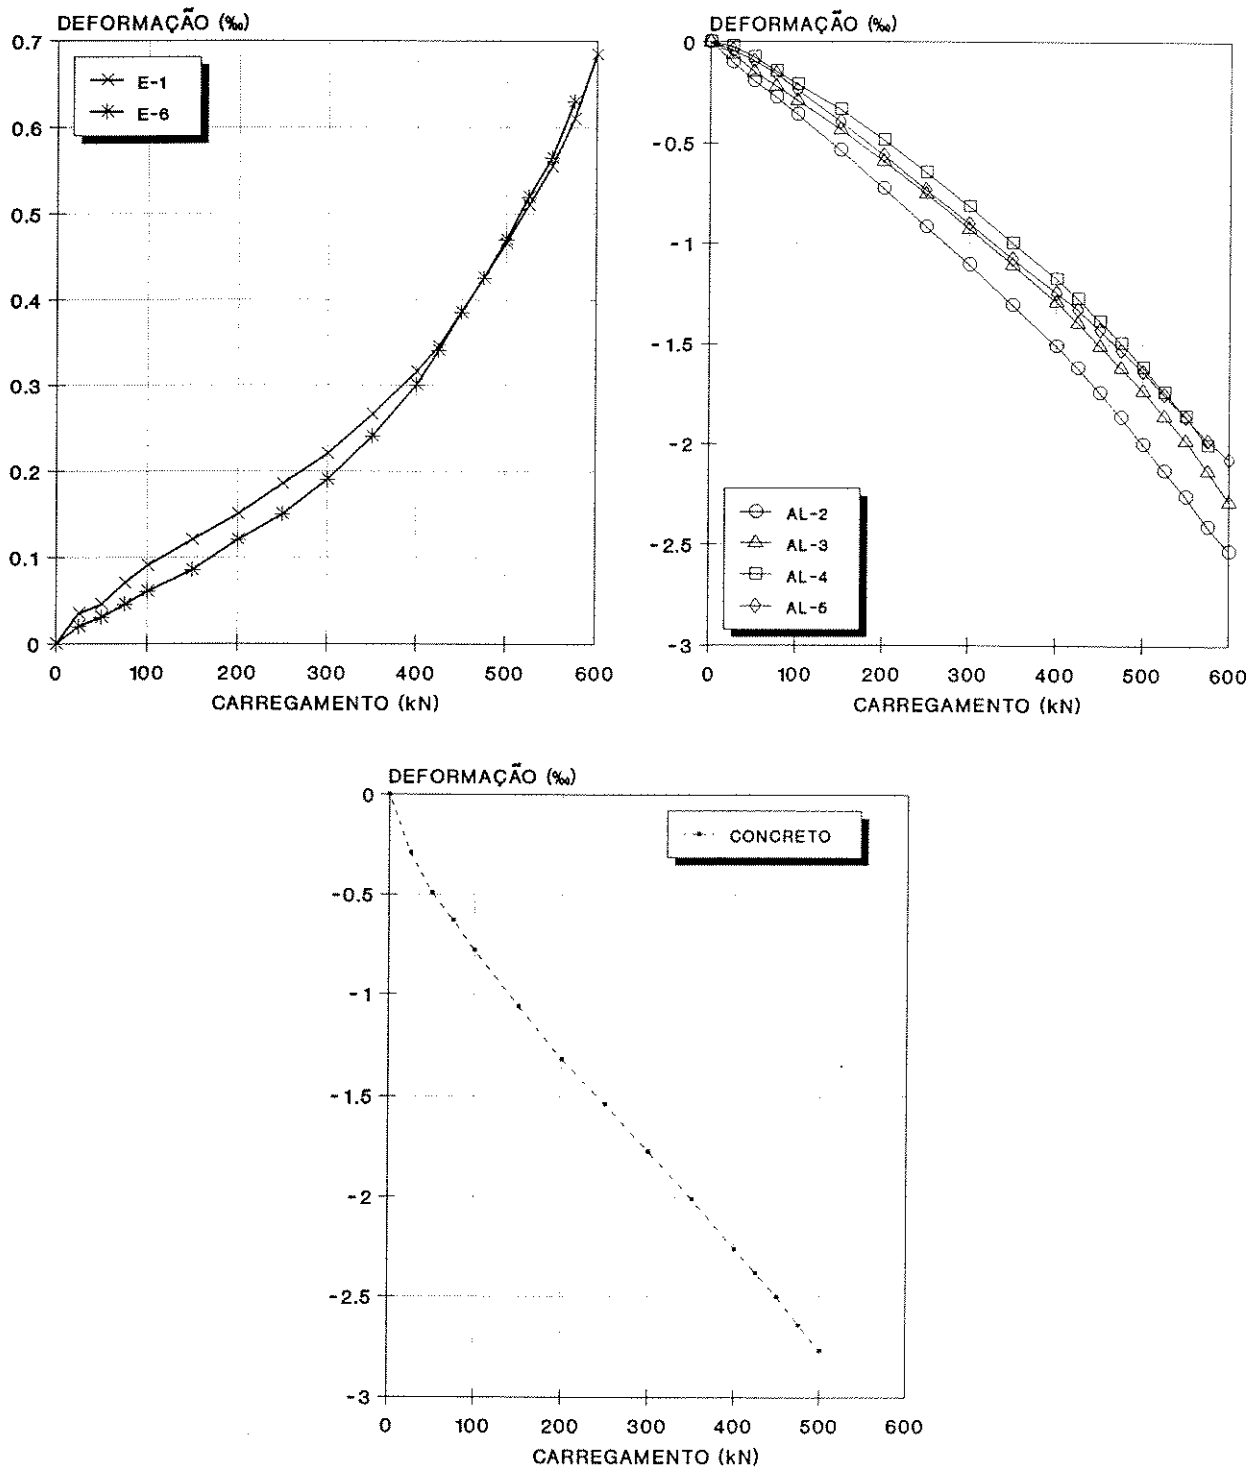 DEFORMAÇÃO (‰)
0.7
0.6
0.5
0.4
0.3
0.2
0.1
0
E-1
E-6
0 100 200 300 400 500 600
CARREGAMENTO (kN)
DEFORMAÇÃO (‰)
0
-0.5
-1
-1.5
-2
-2.5
-3
AL-2
AL-3
AL-4
AL-5
0 100 200 300 400 500 600
CARREGAMENTO (kN)
DEFORMAÇÃO (‰)
0
-0.5
-1
-1.5
-2
-2.5
-3
CONCRETO
0 100 200 300 400 500 600
CARREGAMENTO (kN)